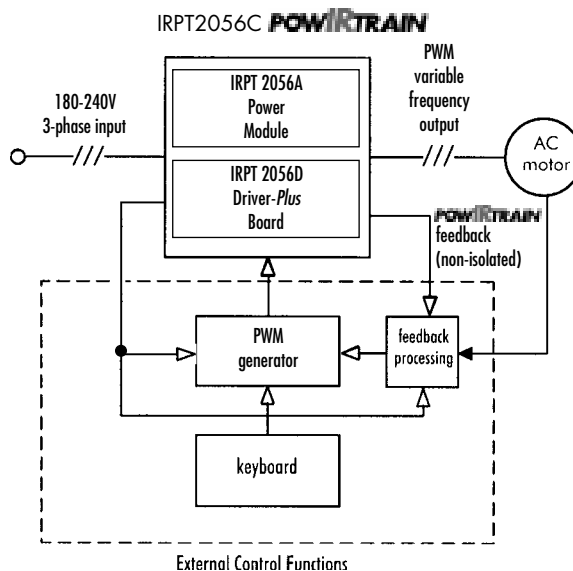 IRPT2056C POWIRTRAIN
IRPT 2056A
Power
Module
IRPT 2056D
Driver-Plus
Board
180-240V
3-phase input
PWM
variable
frequency
output
AC
motor
POWIRTRAIN
feedback
(non-isolated)
PWM
generator
feedback
processing
keyboard
External Control Functions